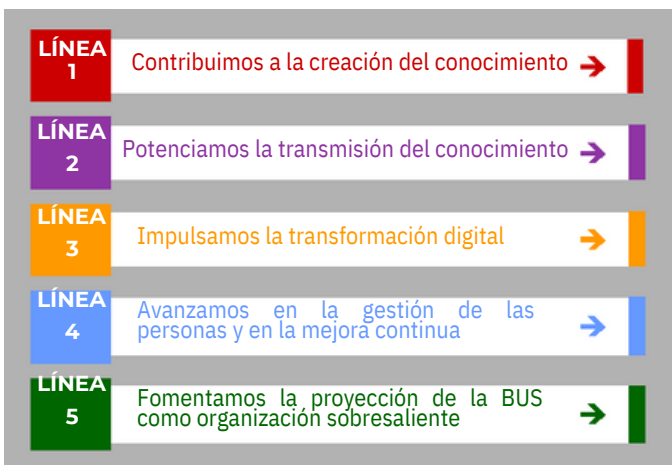 LÍNEA
1
Contribuimos a la creación del conocimiento
LÍNEA
2
Potenciamos la transmisión del conocimiento
LÍNEA
3
Impulsamos la transformación digital
LÍNEA
4
Avanzamos en la gestión de las
personas y en la mejora continua
LÍNEA
5
Fomentamos la proyección de la BUS
como organización sobresaliente